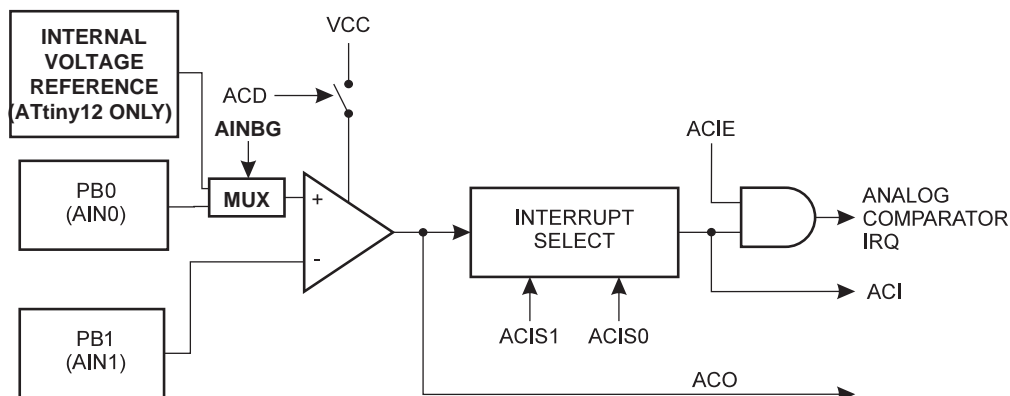 INTERNAL
VOLTAGE
REFERENCE
(ATtiny12 ONLY)
VCC
ACD
AINBG
MUX
PB0
(AIN0)
+
-
PB1
(AIN1)
INTERRUPT
SELECT
ACIS1
ACIS0
ACIE
ANALOG
COMPARATOR
IRQ
ACI
ACO